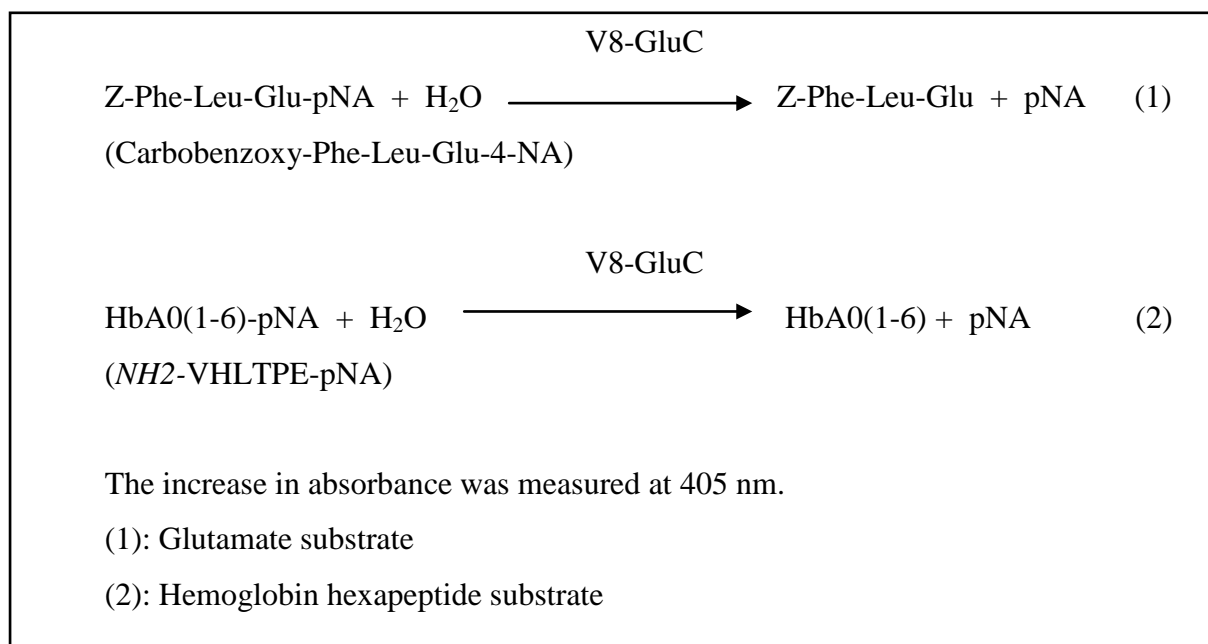 V8-GluC
Z-Phe-Leu-Glu-pNA + H₂O Z-Phe-Leu-Glu + pNA (1)
(Carbobenzoxy-Phe-Leu-Glu-4-NA)
V8-GluC
HbA0(1-6)-pNA + H₂O HbA0(1-6) + pNA (2)
(NH2-VHLTPE-pNA)
The increase in absorbance was measured at 405 nm.
(1): Glutamate substrate
(2): Hemoglobin hexapeptide substrate